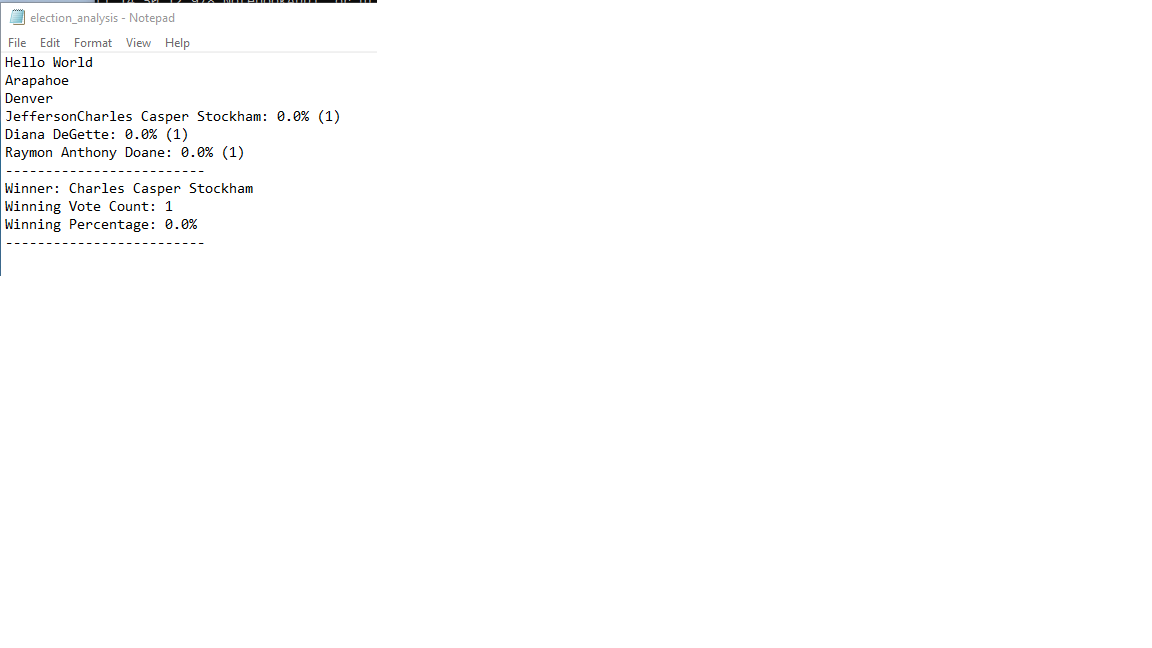 election_analysis - Notepad
File Edit Format View Help
Hello World
Arapahoe
Denver
JeffersonCharles Casper Stockham: 0.0% (1)
Diana DeGette: 0.0% (1)
Raymon Anthony Doane: 0.0% (1)
-------------------------
Winner: Charles Casper Stockham
Winning Vote Count: 1
Winning Percentage: 0.0%
-------------------------